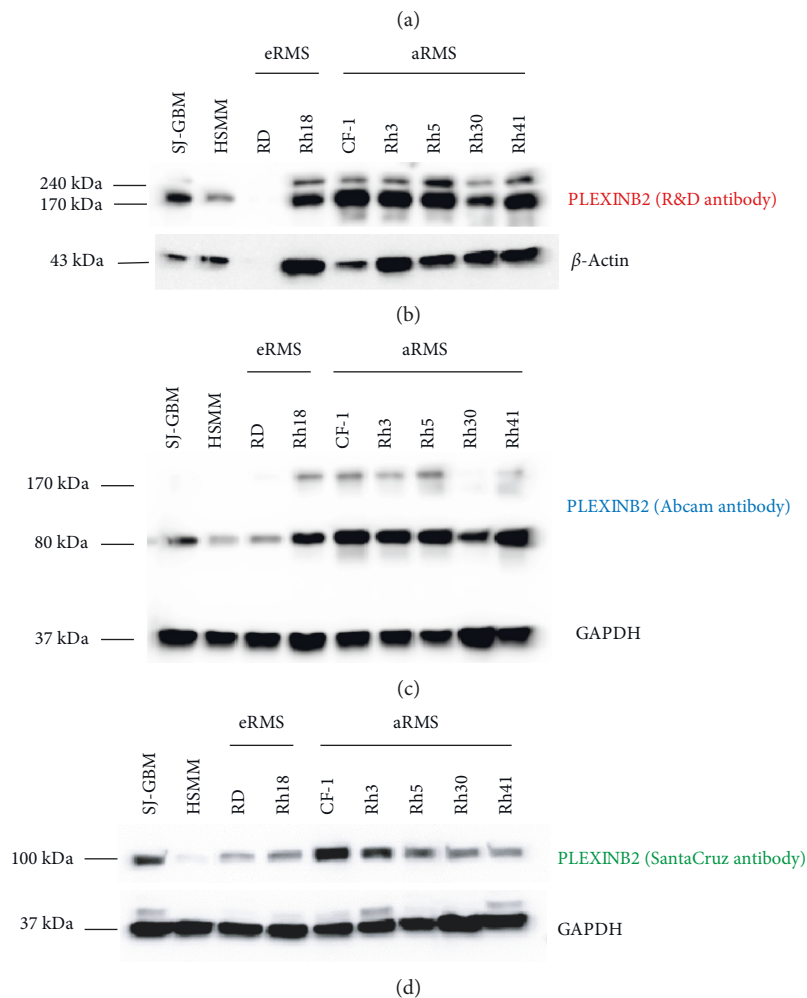 (a)
eRMS aRMS
SJ-GBM HSMM RD Rh18 CF-1 Rh3 Rh5 Rh30 Rh41
240 kDa
170 kDa
PLEXINB2 (R&D antibody)
43 kDa
β-Actin
(b)
eRMS aRMS
SJ-GBM HSMM RD Rh18 CF-1 Rh3 Rh5 Rh30 Rh41
170 kDa
PLEXINB2 (Abcam antibody)
80 kDa
37 kDa
GAPDH
(c)
eRMS aRMS
SJ-GBM HSMM RD Rh18 CF-1 Rh3 Rh5 Rh30 Rh41
100 kDa
PLEXINB2 (SantaCruz antibody)
37 kDa
GAPDH
(d)